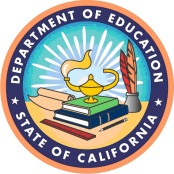 DEPARTMENT OF EDUCATION
STATE OF CALIFORNIA